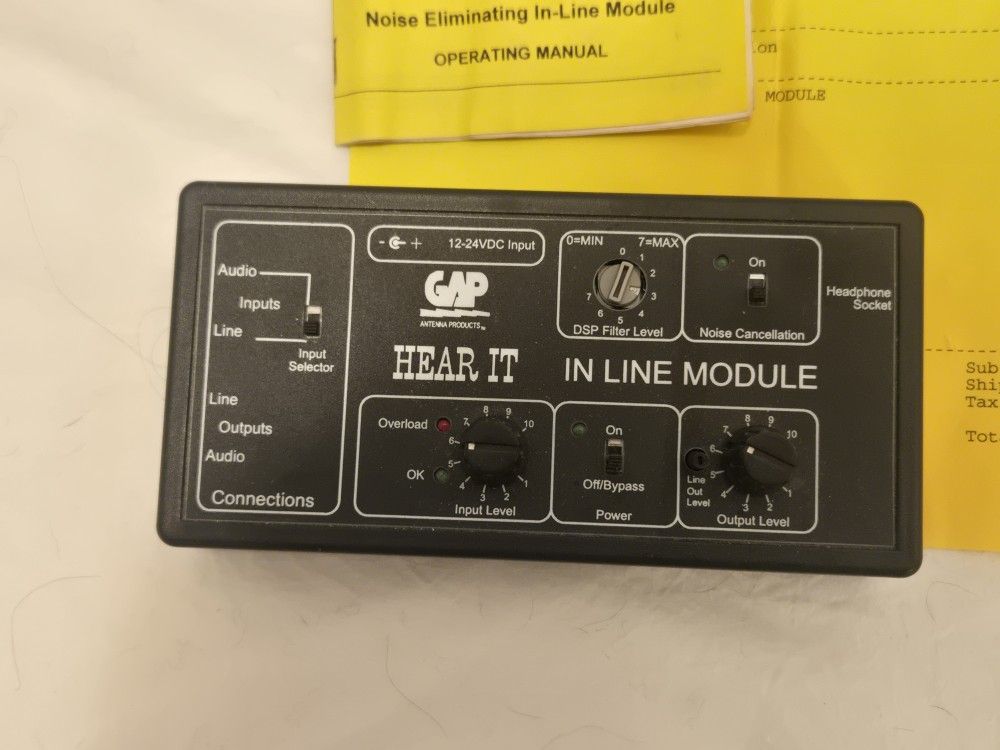 Noise Eliminating In-Line Module
OPERATING MANUAL
MODULE
Sub
Tax
Audio
Inputs
Line
Input
Selector
Line
Outputs
Audio
Connections
- + 12-24VDC Input
GAP
ANTENNA PRODUCTS TM
HEAR IT
IN LINE MODULE
0=MIN 7=MAX
0
1
2
3
4
5
6
7
DSP Filter Level
On
Noise Cancellation
Headphone
Socket
Overload
OK
1
2
3
4
5
6
7
8
9
10
Input Level
On
Off/Bypass
Power
Line
Out
Level
1
2
3
4
5
6
7
8
9
10
Output Level